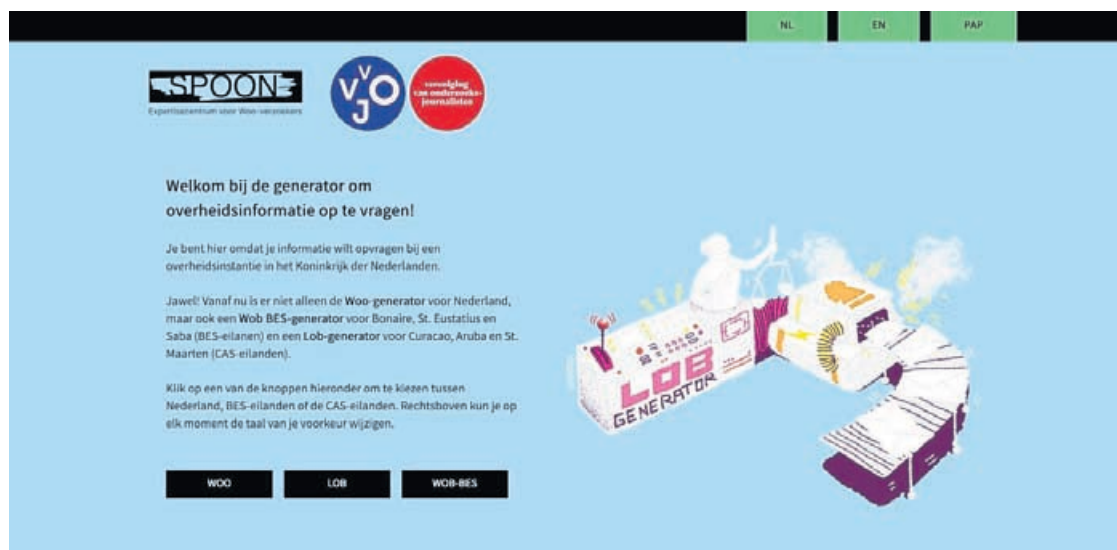 NL EN PAP
SPOON
Expertisecentrum voor Woo-verzoekers
VVOJ
vereniging
van onderzoeks-
journalisten
Welkom bij de generator om
overheidsinformatie op te vragen!
Je bent hier omdat je informatie wilt opvragen bij een
overheidsinstantie in het Koninkrijk der Nederlanden.
Jawel! Vanaf nu is er niet alleen de Woo-generator voor Nederland,
maar ook een Wob BES-generator voor Bonaire, St. Eustatius en
Saba (BES-eilanen) en een Lob-generator voor Curacao, Aruba en St.
Maarten (CAS-eilanden).
Klik op een van de knoppen hieronder om te kiezen tussen
Nederland, BES-eilanden of de CAS-eilanden. Rechtsboven kun je op
elk moment de taal van je voorkeur wijzigen.
WOO LOB WOB-BES
LOB
GENERATOR